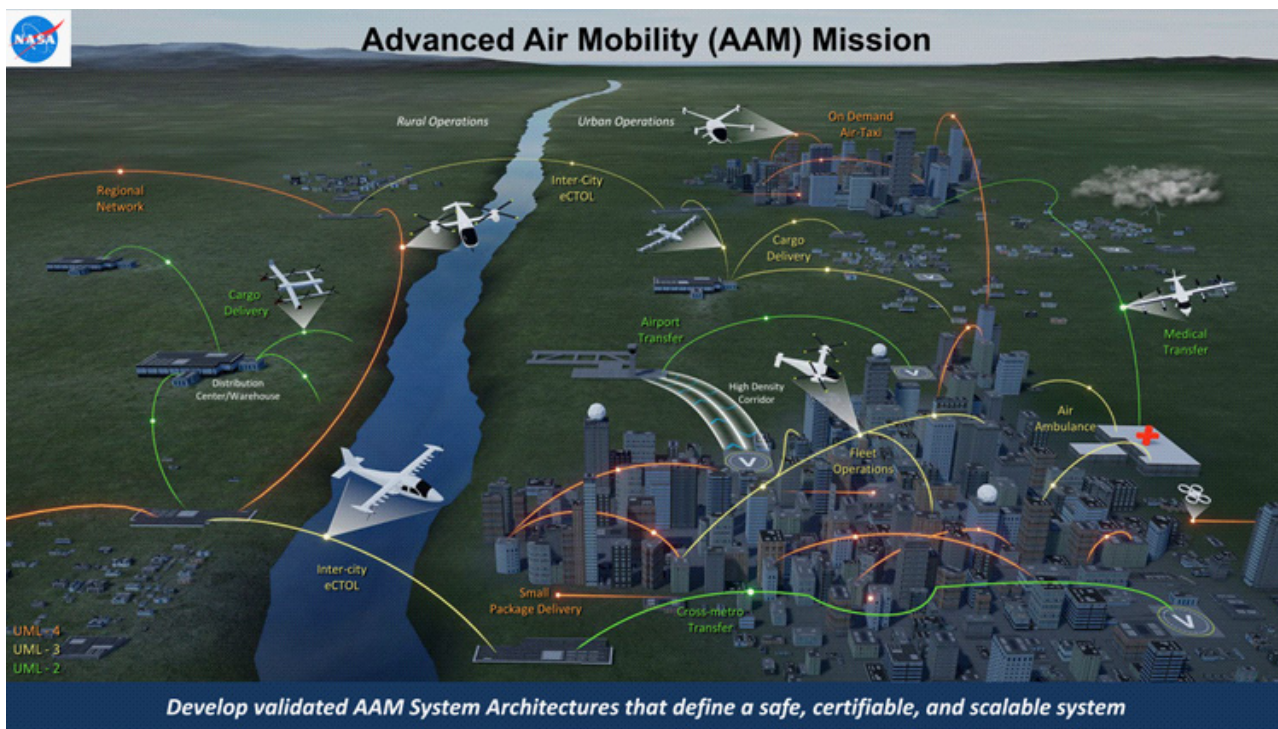 NASA
Advanced Air Mobility (AAM) Mission
Rural Operations
Urban Operations
On Demand
Air-Taxi
Regional
Network
Inter-City
eCTOL
Cargo
Delivery
Cargo
Delivery
Airport
Transfer
Medical
Transfer
Distribution
Center/Warehouse
High Density
Corridor
V
Air
Ambulance
Fleet
Operations
V
Inter-city
eCTOL
Small
Package Delivery
Cross-metro
Transfer
V
UML - 4
UML - 3
UML - 2
Develop validated AAM System Architectures that define a safe, certifiable, and scalable system